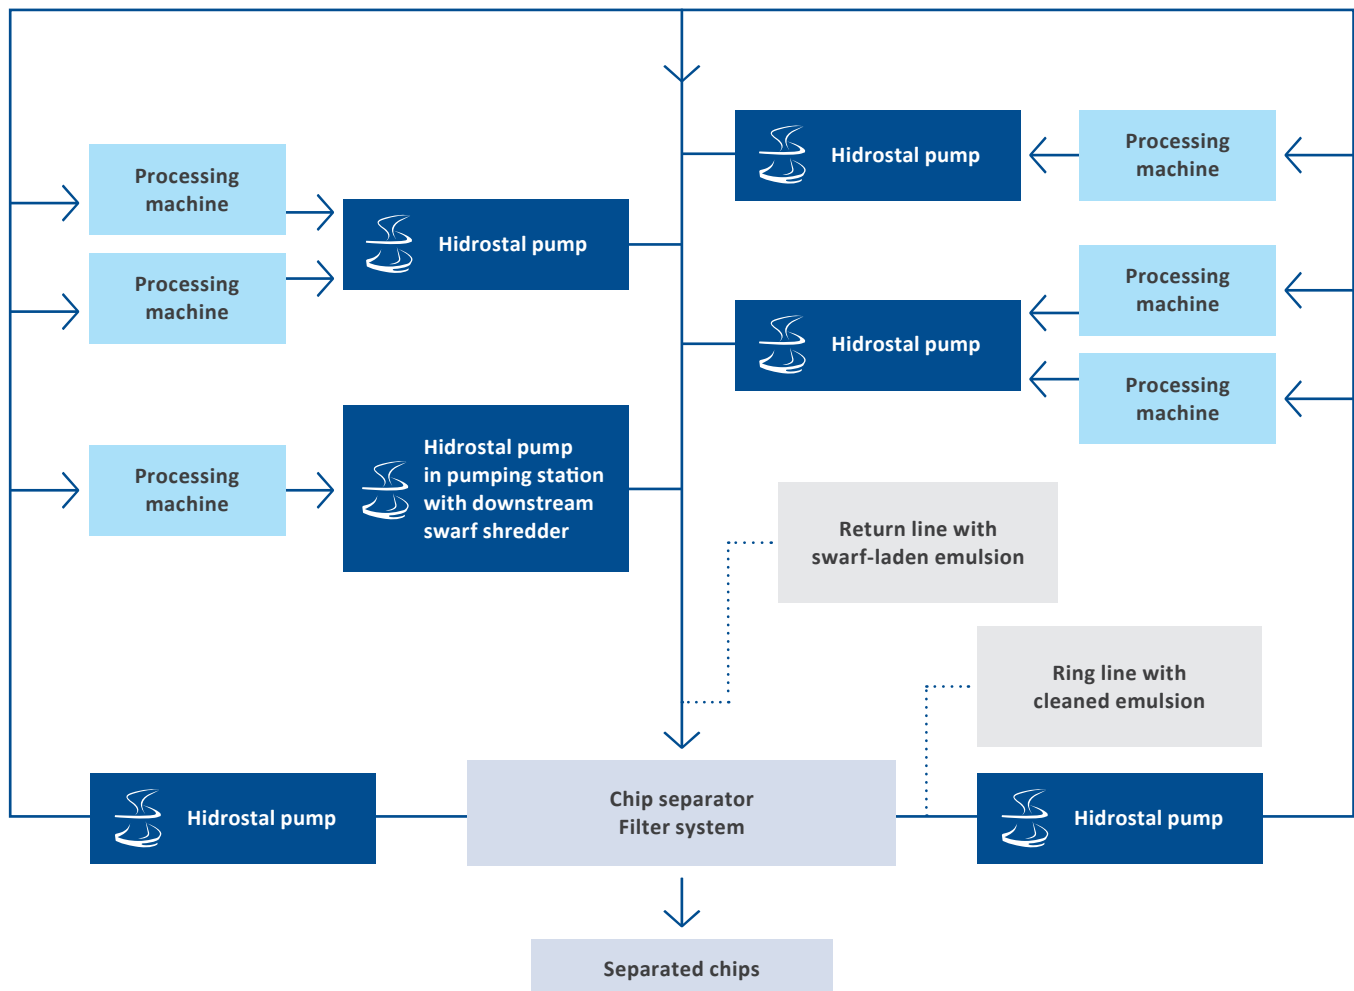 Hidrostal pump
Processing
machine
Processing
machine
Hidrostal pump
Processing
machine
Processing
machine
Hidrostal pump
Processing
machine
Processing
machine
Hidrostal pump
in pumping station
with downstream
swarf shredder
Return line with
swarf-laden emulsion
Ring line with
cleaned emulsion
Hidrostal pump
Chip separator
Filter system
Hidrostal pump
Separated chips